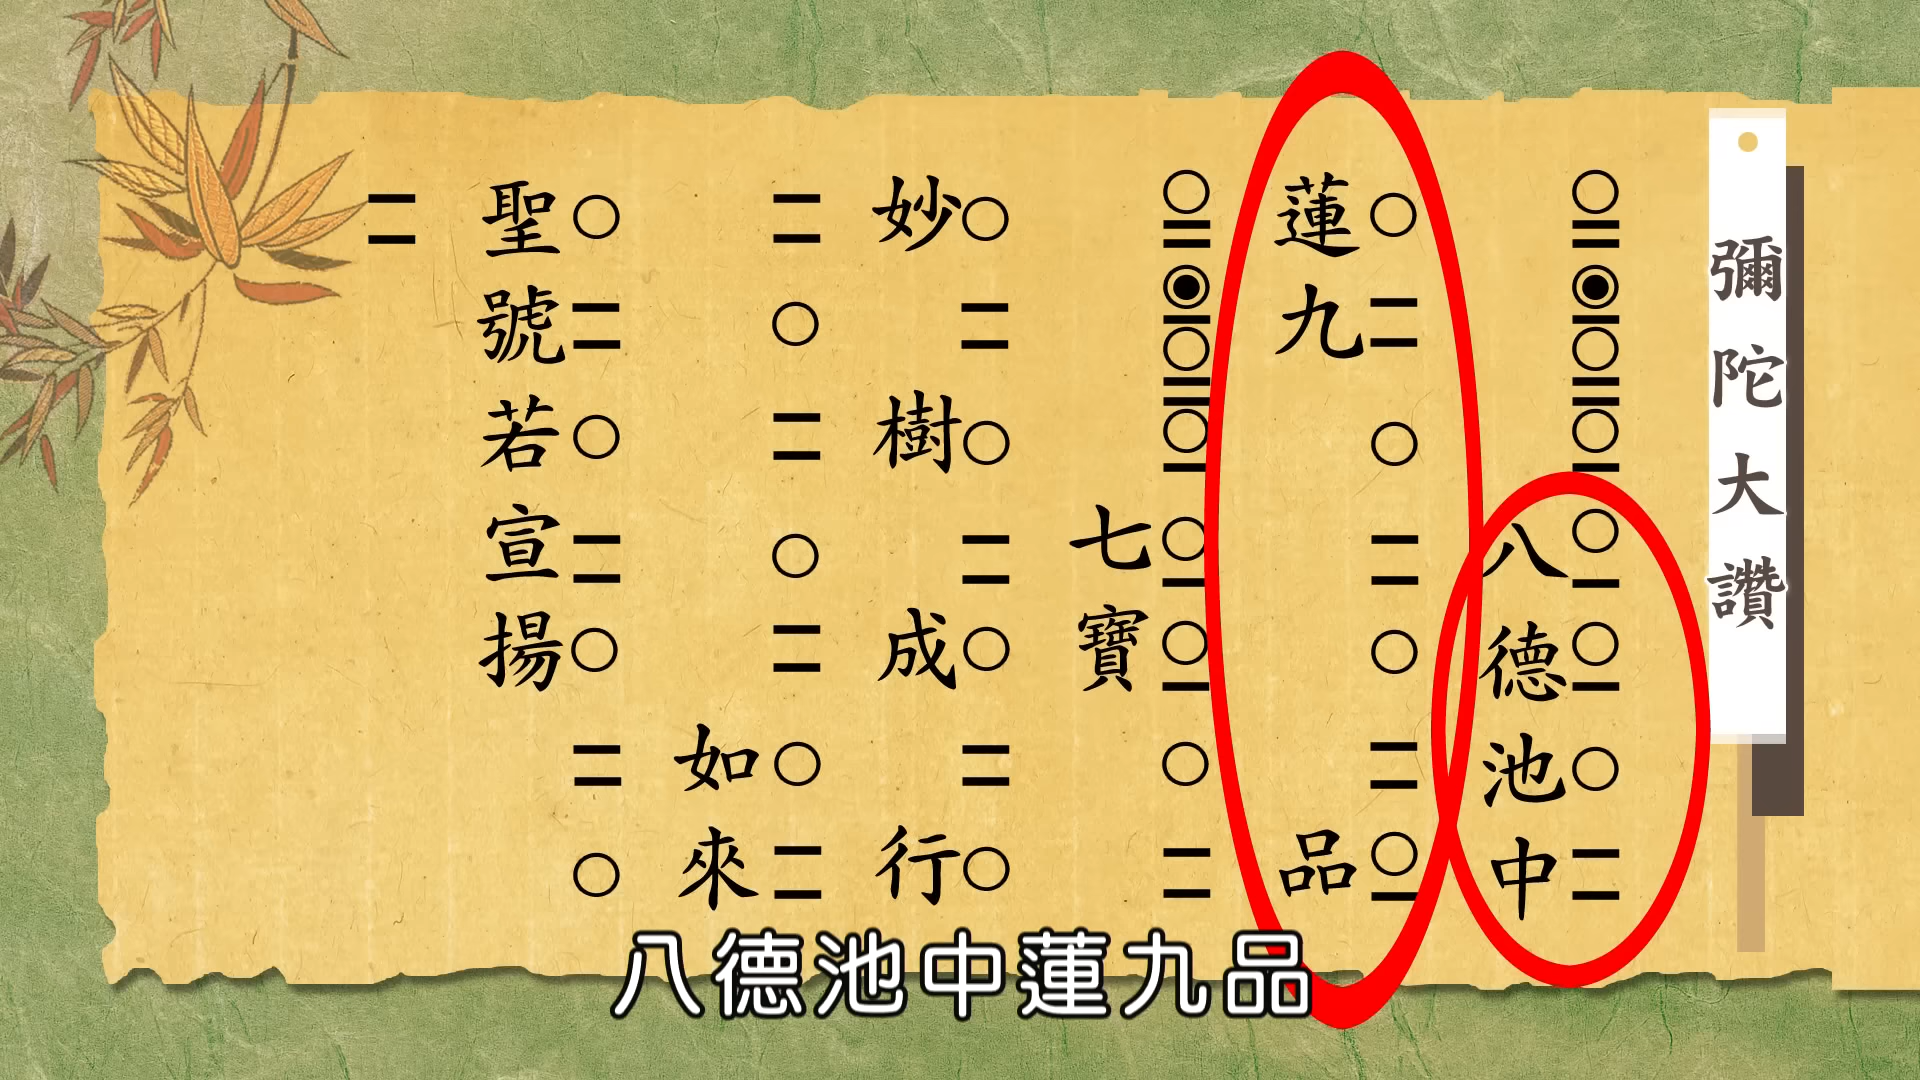 彌陀大讚
八德池中
蓮九品
七寶
妙樹成行
如來
聖號若宣揚
八德池中蓮九品